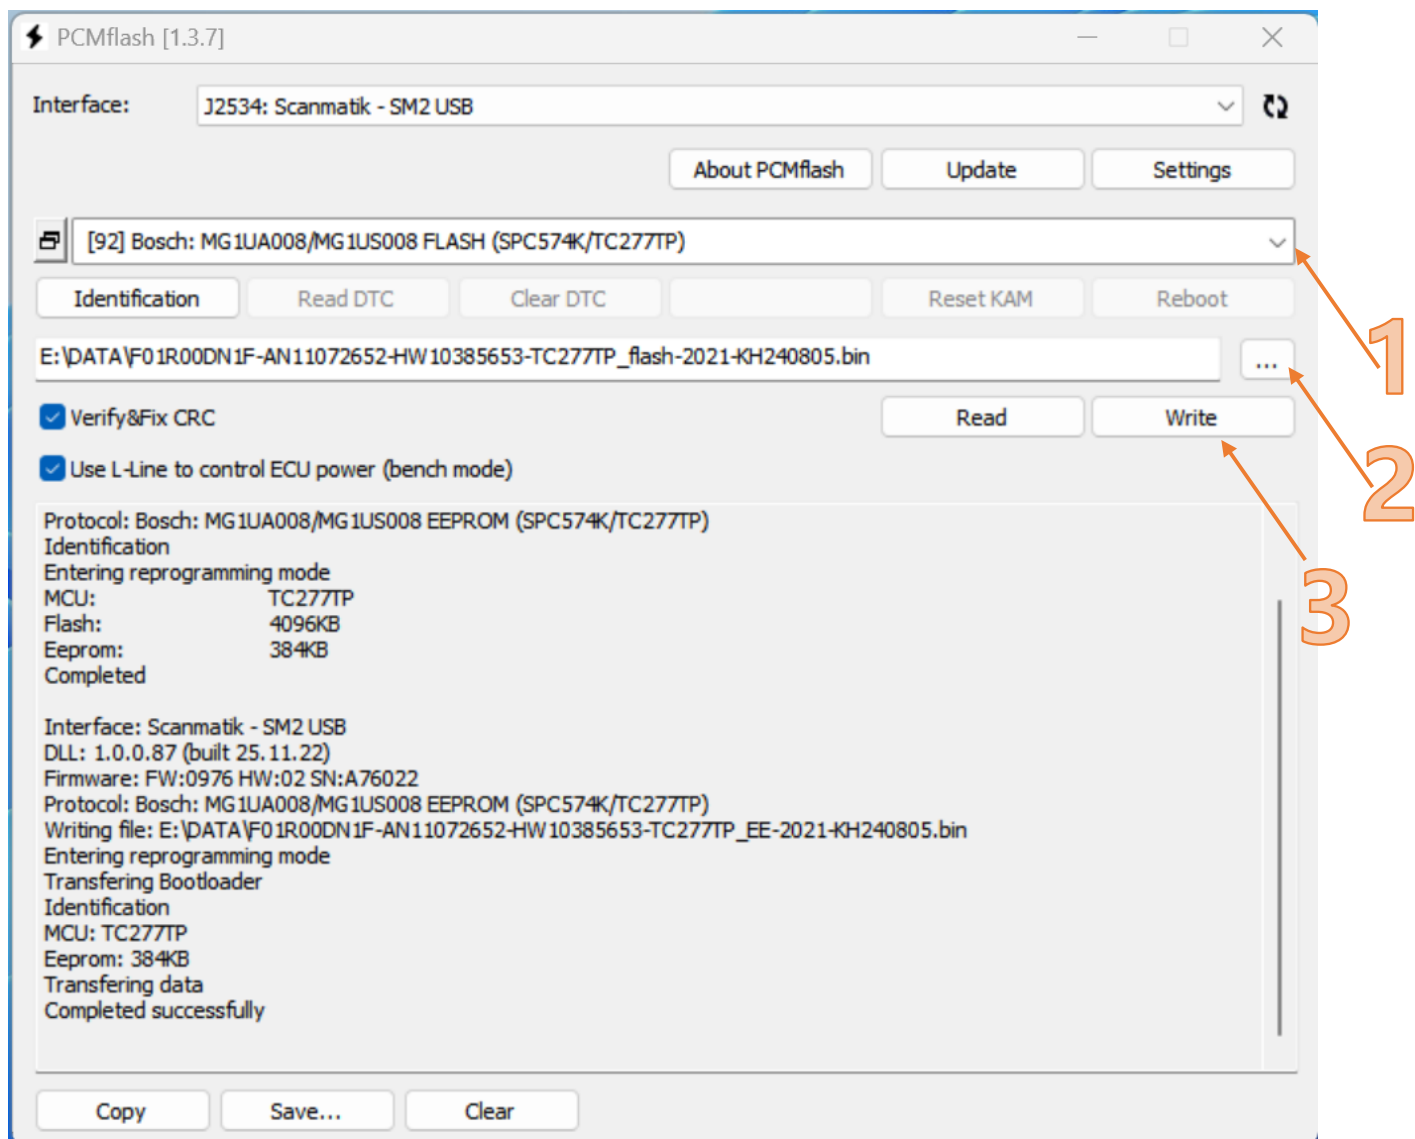 PCMflash [1.3.7]
Interface: J2534: Scanmatik - SM2 USB
About PCMflash Update Settings
[92] Bosch: MG1UA008/MG1US008 FLASH (SPC574K/TC277TP)
Identification Read DTC Clear DTC Reset KAM Reboot
1
E:\DATA\F01R00DN1F-AN11072652-HW10385653-TC277TP_flash-2021-KH240805.bin ...
Verify&Fix CRC Read Write
Use L-Line to control ECU power (bench mode)
2
Protocol: Bosch: MG1UA008/MG1US008 EEPROM (SPC574K/TC277TP)
Identification
Entering reprogramming mode
MCU: TC277TP
Flash: 4096KB
3
Eeprom: 384KB
Completed
Interface: Scanmatik - SM2 USB
DLL: 1.0.0.87 (built 25.11.22)
Firmware: FW:0976 HW:02 SN:A76022
Protocol: Bosch: MG1UA008/MG1US008 EEPROM (SPC574K/TC277TP)
Writing file: E:\DATA\F01R00DN1F-AN11072652-HW10385653-TC277TP_EE-2021-KH240805.bin
Entering reprogramming mode
Transfering Bootloader
Identification
MCU: TC277TP
Eeprom: 384KB
Transfering data
Completed successfully
Copy Save... Clear